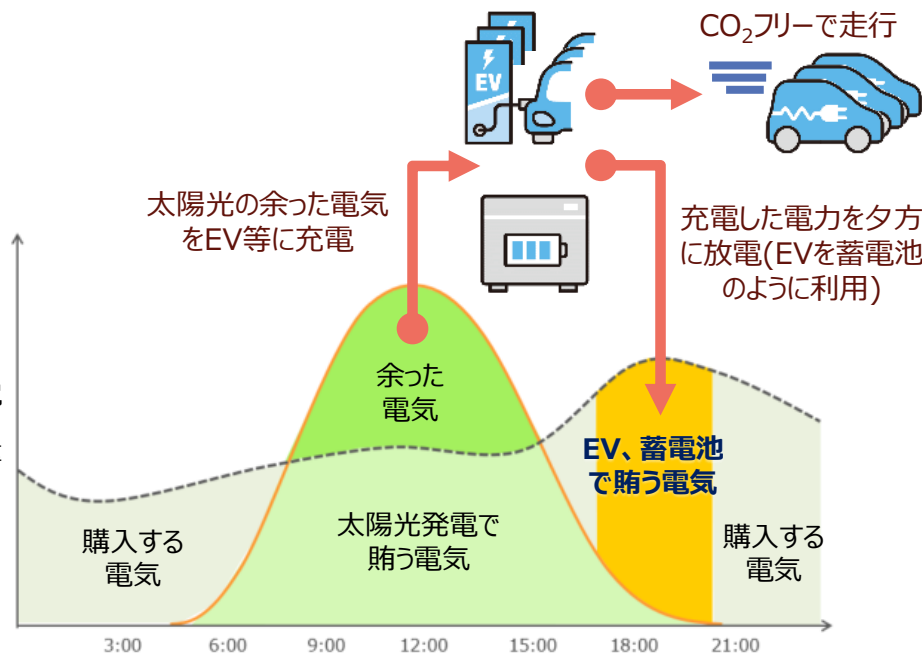 CO₂フリーで走行
EV
太陽光の余った電気
をEV等に充電
充電した電力を夕方
に放電(EVを蓄電池
のように利用)
余った
電気
EV、蓄電池
で賄う電気
購入する
電気
太陽光発電で
賄う電気
購入する
電気
3:00 6:00 9:00 12:00 15:00 18:00 21:00